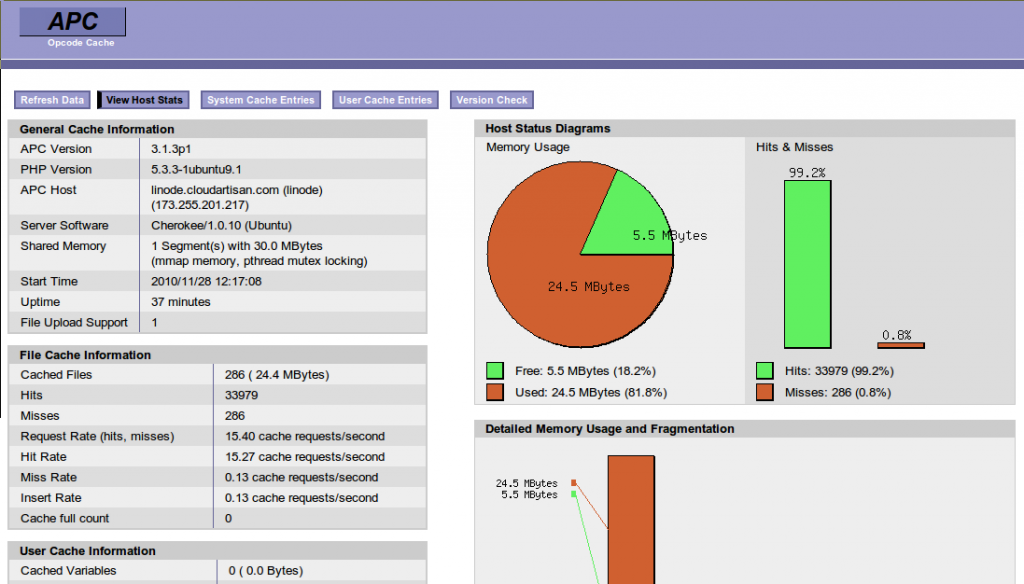 APC
Opcode Cache
Refresh Data
View Host Stats
System Cache Entries
User Cache Entries
Version Check
General Cache Information
APC Version 3.1.3p1
PHP Version 5.3.3-1ubuntu9.1
APC Host linode.cloudartisan.com (linode)
(173.255.201.217)
Server Software Cherokee/1.0.10 (Ubuntu)
Shared Memory 1 Segment(s) with 30.0 MBytes
(mmap memory, pthread mutex locking)
Start Time 2010/11/28 12:17:08
Uptime 37 minutes
File Upload Support 1
File Cache Information
Cached Files 286 ( 24.4 MBytes)
Hits 33979
Misses 286
Request Rate (hits, misses) 15.40 cache requests/second
Hit Rate 15.27 cache requests/second
Miss Rate 0.13 cache requests/second
Insert Rate 0.13 cache requests/second
Cache full count 0
User Cache Information
Cached Variables 0 ( 0.0 Bytes)
Host Status Diagrams
Memory Usage
5.5 MBytes
24.5 MBytes
Free: 5.5 MBytes (18.2%)
Used: 24.5 MBytes (81.8%)
Hits & Misses
99.2%
0.8%
Hits: 33979 (99.2%)
Misses: 286 (0.8%)
Detailed Memory Usage and Fragmentation
24.5 MBytes
5.5 MBytes